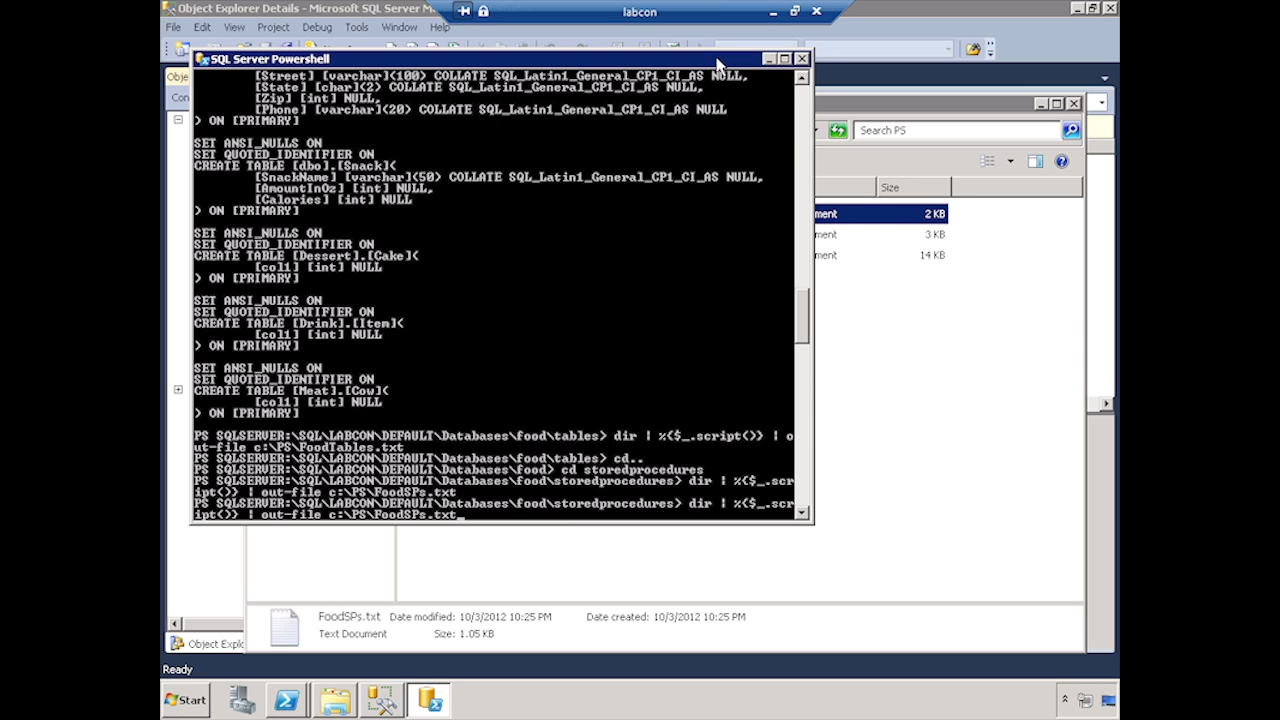 Object Explorer Details - Microsoft SQL Server M
labcon
File Edit View Project Debug Tools Window Help
SQL Server Powershell
Obje
Con
[Street] [varchar](100) COLLATE SQL_Latin1_General_CP1_CI_AS NULL,
[State] [char](2) COLLATE SQL_Latin1_General_CP1_CI_AS NULL,
[Zip] [int] NULL,
[Phone] [varchar](20) COLLATE SQL_Latin1_General_CP1_CI_AS NULL
) ON [PRIMARY]
SET ANSI_NULLS ON
SET QUOTED_IDENTIFIER ON
CREATE TABLE [dbo].[Snack](
[SnackName] [varchar](50) COLLATE SQL_Latin1_General_CP1_CI_AS NULL,
[AmountInOz] [int] NULL,
[Calories] [int] NULL
) ON [PRIMARY]
SET ANSI_NULLS ON
SET QUOTED_IDENTIFIER ON
CREATE TABLE [Dessert].[Cake](
[col1] [int] NULL
) ON [PRIMARY]
SET ANSI_NULLS ON
SET QUOTED_IDENTIFIER ON
CREATE TABLE [Drink].[Item](
[col1] [int] NULL
) ON [PRIMARY]
SET ANSI_NULLS ON
SET QUOTED_IDENTIFIER ON
CREATE TABLE [Meat].[Cow](
[col1] [int] NULL
) ON [PRIMARY]
PS SQLSERVER:\SQL\LABCON\DEFAULT\Databases\food\tables> dir | %{$_.script()} | o
ut-file c:\PS\FoodTables.txt
PS SQLSERVER:\SQL\LABCON\DEFAULT\Databases\food\tables> cd..
PS SQLSERVER:\SQL\LABCON\DEFAULT\Databases\food> cd storedprocedures
PS SQLSERVER:\SQL\LABCON\DEFAULT\Databases\food\storedprocedures> dir | %{$_.scr
ipt()} | out-file c:\PS\FoodSPs.txt
PS SQLSERVER:\SQL\LABCON\DEFAULT\Databases\food\storedprocedures> dir | %{$_.scr
ipt()} | out-file c:\PS\FoodSPs.txt_
Search PS
Size
ment 2 KB
ment 3 KB
ment 14 KB
FoodSPs.txt Date modified: 10/3/2012 10:25 PM Date created: 10/3/2012 10:25 PM
Text Document Size: 1.05 KB
Object Explo
Ready
Start